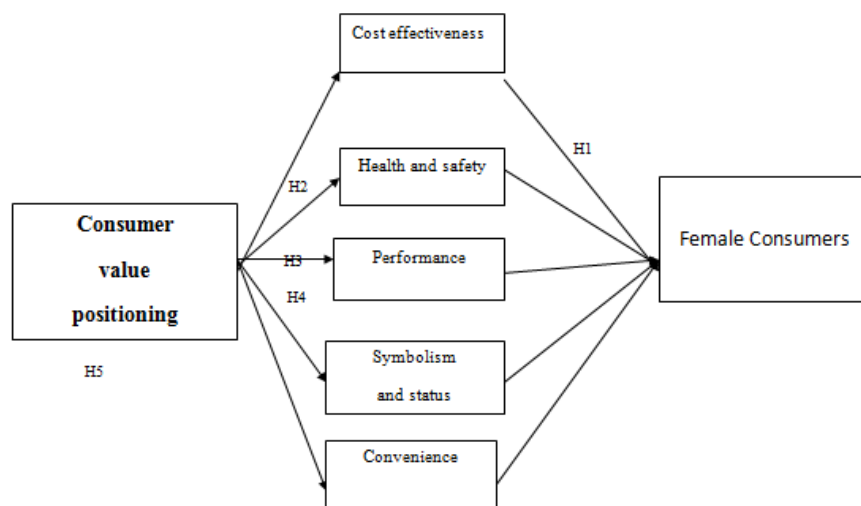 Cost effectiveness
H1
Health and safety
H2
Consumer
value
positioning
Female Consumers
H3
Performance
H4
Symbolism
and status
H5
Convenience